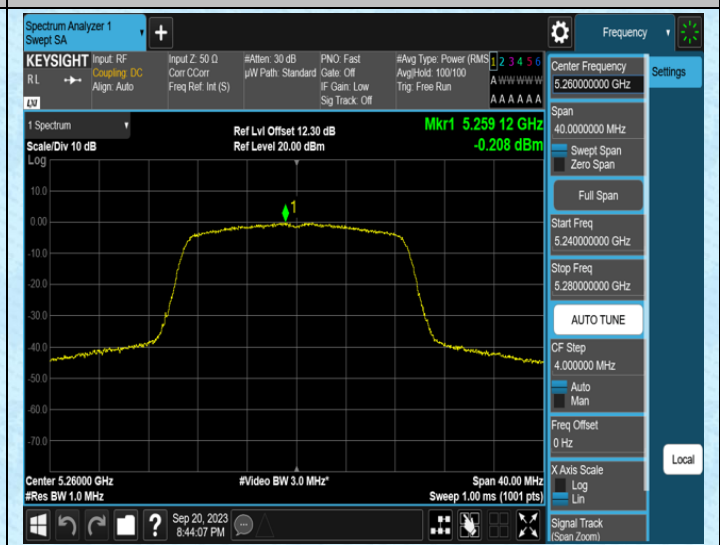 Spectrum Analyzer 1
Swept SA
Frequency
KEYSIGHT
RL
LXI
Input: RF
Coupling: DC
Align: Auto
Input Z: 50 Ω
Corr CCorr
Freq Ref: Int (S)
#Atten: 30 dB
µW Path: Standard
PNO: Fast
Gate: Off
IF Gain: Low
Sig Track: Off
#Avg Type: Power (RMS
Avg|Hold: 100/100
Trig: Free Run
1 2 3 4 5 6
A W W W W W
A A A A A A
1 Spectrum
Scale/Div 10 dB
Log
Ref Lvl Offset 12.30 dB
Ref Level 20.00 dBm
Mkr1 5.259 12 GHz
-0.208 dBm
10.0
0.00
-10.0
-20.0
-30.0
-40.0
-50.0
-60.0
-70.0
1
Center 5.26000 GHz
#Res BW 1.0 MHz
#Video BW 3.0 MHz*
Span 40.00 MHz
Sweep 1.00 ms (1001 pts)
Sep 20, 2023
8:44:07 PM
Center Frequency
5.260000000 GHz
Settings
Span
40.0000000 MHz
Swept Span
Zero Span
Full Span
Start Freq
5.240000000 GHz
Stop Freq
5.280000000 GHz
AUTO TUNE
CF Step
4.000000 MHz
Auto
Man
Freq Offset
0 Hz
X Axis Scale
Log
Lin
Local
Signal Track
(Span Zoom)